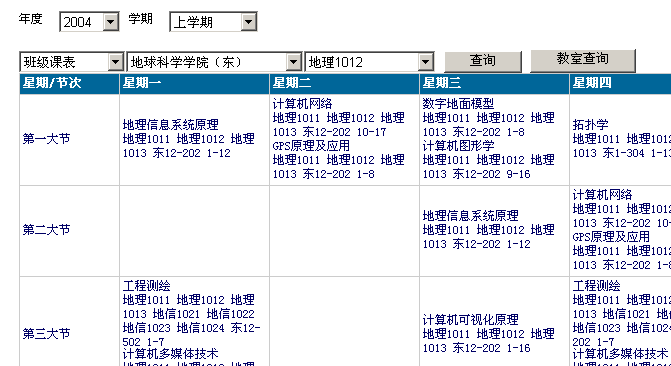 年度 2004 学期 上学期
班级课表 地球科学学院（东） 地理1012 查询 教室查询
星期/节次 星期一 星期二 星期三 星期四
第一大节
地理信息系统原理
地理1011 地理1012 地理
1013 东12-202 1-12
计算机网络
地理1011 地理1012 地理
1013 东12-202 10-17
GPS原理及应用
地理1011 地理1012 地理
1013 东12-202 1-8
数字地面模型
地理1011 地理1012 地理
1013 东12-202 1-8
计算机图形学
地理1011 地理1012 地理
1013 东12-202 9-16
拓扑学
地理1011 地理1012
1013 东1-304 1-13
第二大节
地理信息系统原理
地理1011 地理1012 地理
1013 东12-202 1-12
计算机网络
地理1011 地理1012
1013 东12-202 10-
GPS原理及应用
地理1011 地理1012
1013 东12-202 1-8
第三大节
工程测绘
地理1011 地理1012 地理
1013 地信1021 地信1022
地信1023 地信1024 东12-
502 1-7
计算机多媒体技术
计算机可视化原理
地理1011 地理1012 地理
1013 东12-202 1-16
工程测绘
地理1011 地理1012
1013 地信1021 地信
地信1023 地信1024
202 1-7
计算机多媒体技术